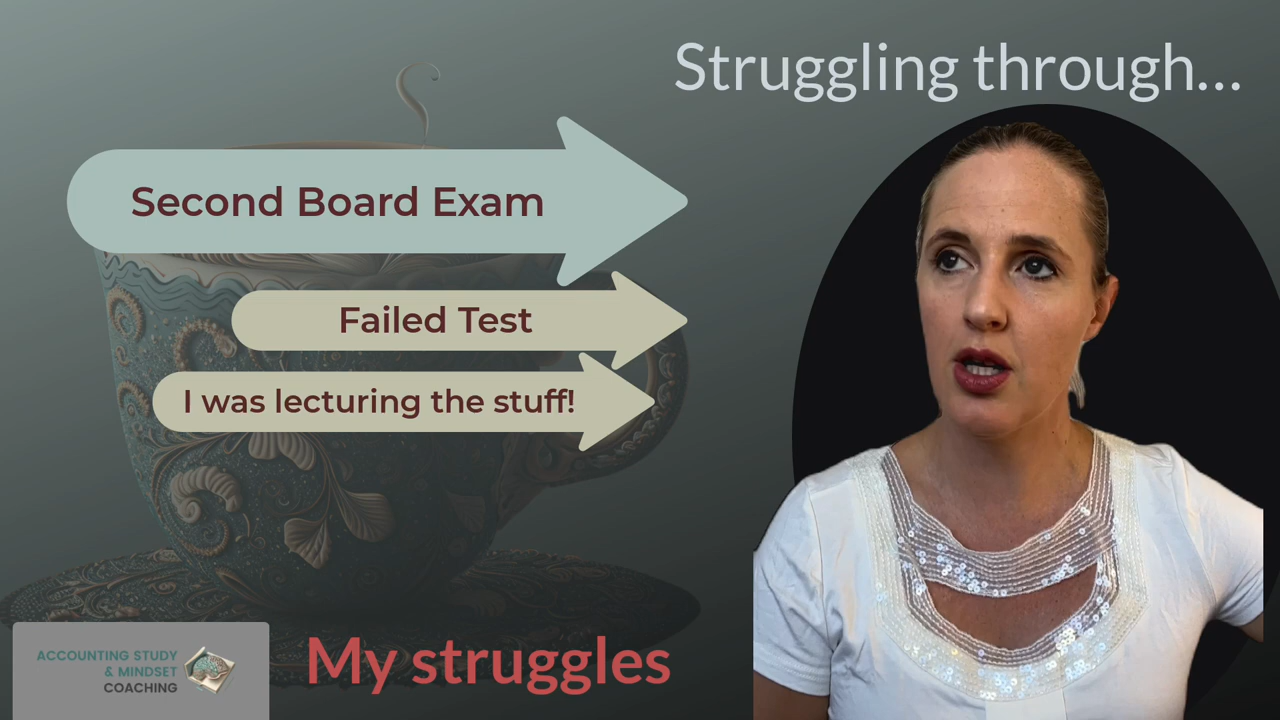 Struggling through...
Second Board Exam
Failed Test
I was lecturing the stuff!
My struggles
ACCOUNTING STUDY
& MINDSET
COACHING